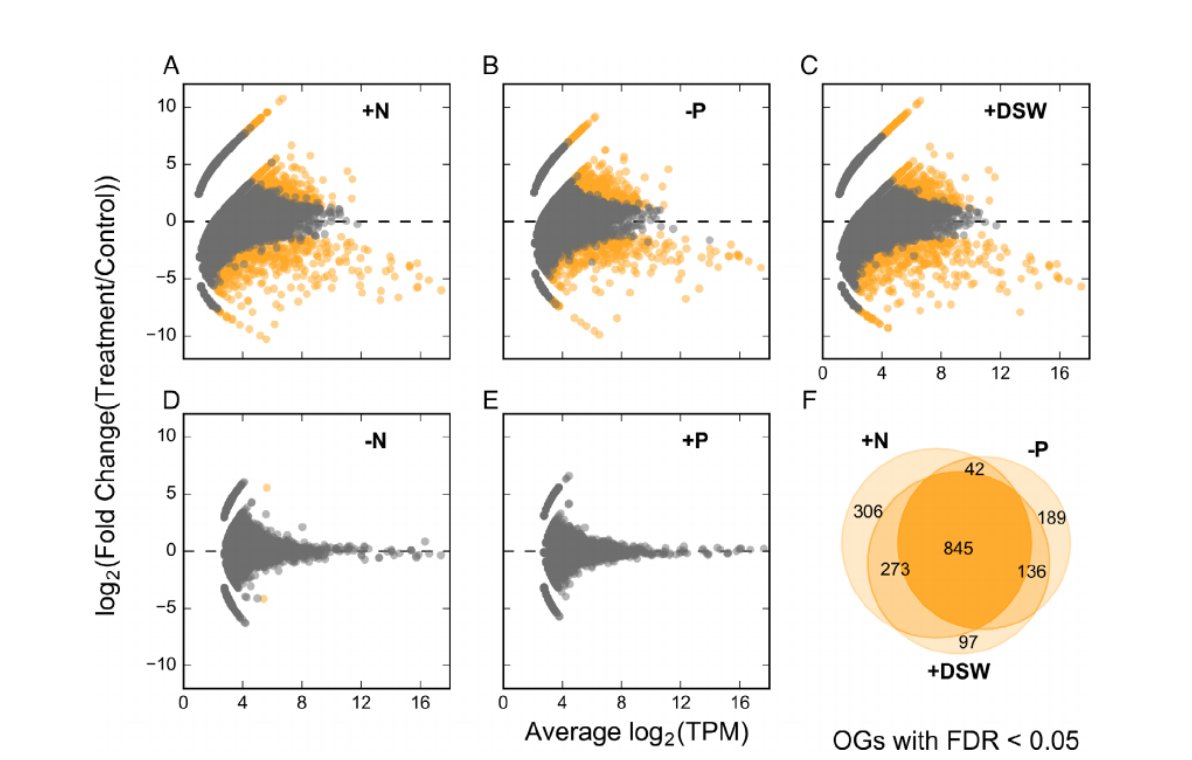 A
B
C
+N
-P
+DSW
10
5
0
−5
−10
0 4 8 12 16
D
E
F
-N
+P
10
5
0
−5
−10
0 4 8 12 16
0 4 8 12 16
log2(Fold Change(Treatment/Control))
Average log2(TPM)
+N
-P
42
306
189
845
273
136
97
+DSW
OGs with FDR < 0.05